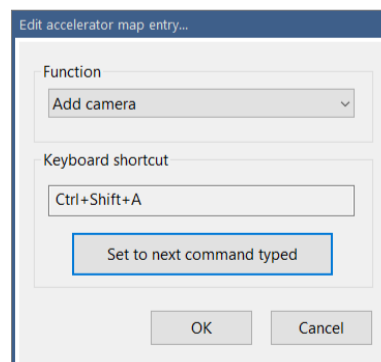 Edit accelerator map entry...
Function
Add camera
Keyboard shortcut
Ctrl+Shift+A
Set to next command typed
OK Cancel